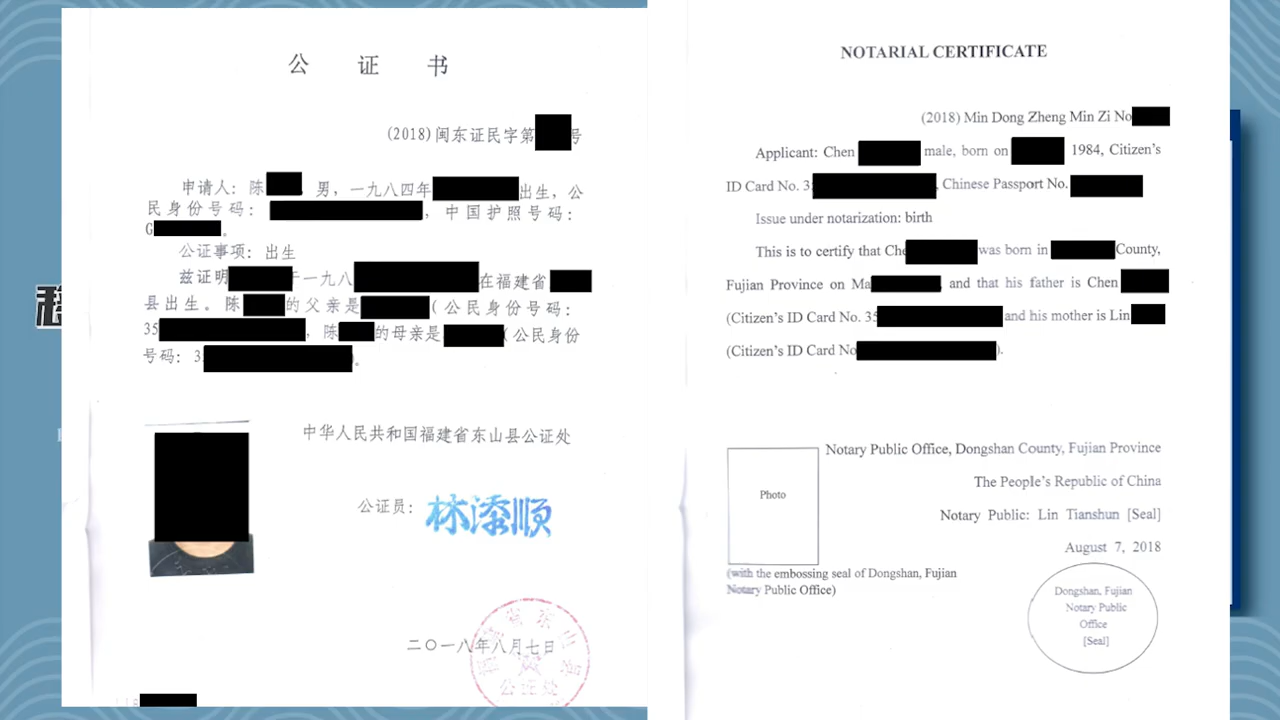 公 证 书
(2018)闽东证民字第 号
申请人：陈 男，一九八四年 出生，公
民身份号码： ，中国护照号码：
G 。
公证事项：出生
兹证明 于一九八 在福建省
县出生。陈 的父亲是 （公民身份号码：
35 ，陈 的母亲是 （公民身份
号码：3 )。
中华人民共和国福建省东山县公证处
公证员：林添顺
二〇一八年八月七日
公证处
NOTARIAL CERTIFICATE
(2018) Min Dong Zheng Min Zi No
Applicant: Chen male, born on 1984, Citizen's
ID Card No. 3 , Chinese Passport No.
Issue under notarization: birth
This is to certify that Che was born in County,
Fujian Province on Ma , and that his father is Chen
(Citizen's ID Card No. 35 and his mother is Lin
(Citizen's ID Card No ).
Photo
Notary Public Office, Dongshan County, Fujian Province
The People's Republic of China
Notary Public: Lin Tianshun [Seal]
August 7, 2018
(with the embossing seal of Dongshan, Fujian
Notary Public Office)
Dongshan, Fujian
Notary Public
Office
[Seal]